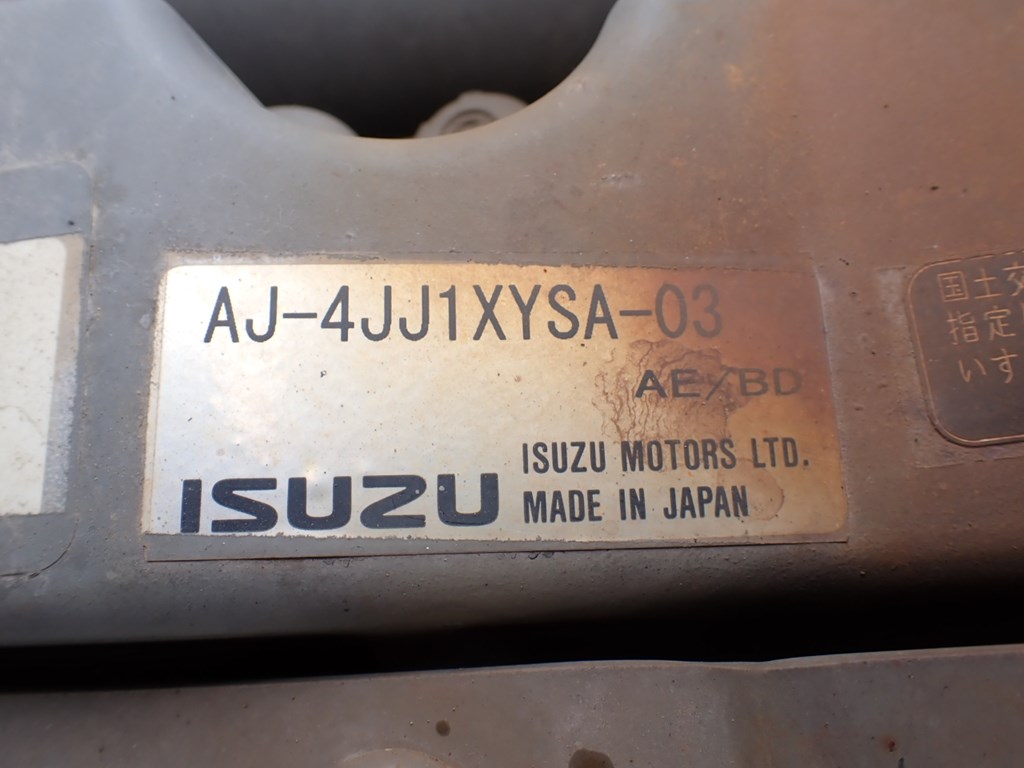 AJ-4JJ1XYSA-03
AE/BD
ISUZU
ISUZU MOTORS LTD.
MADE IN JAPAN
国土交
指定
いすゞ